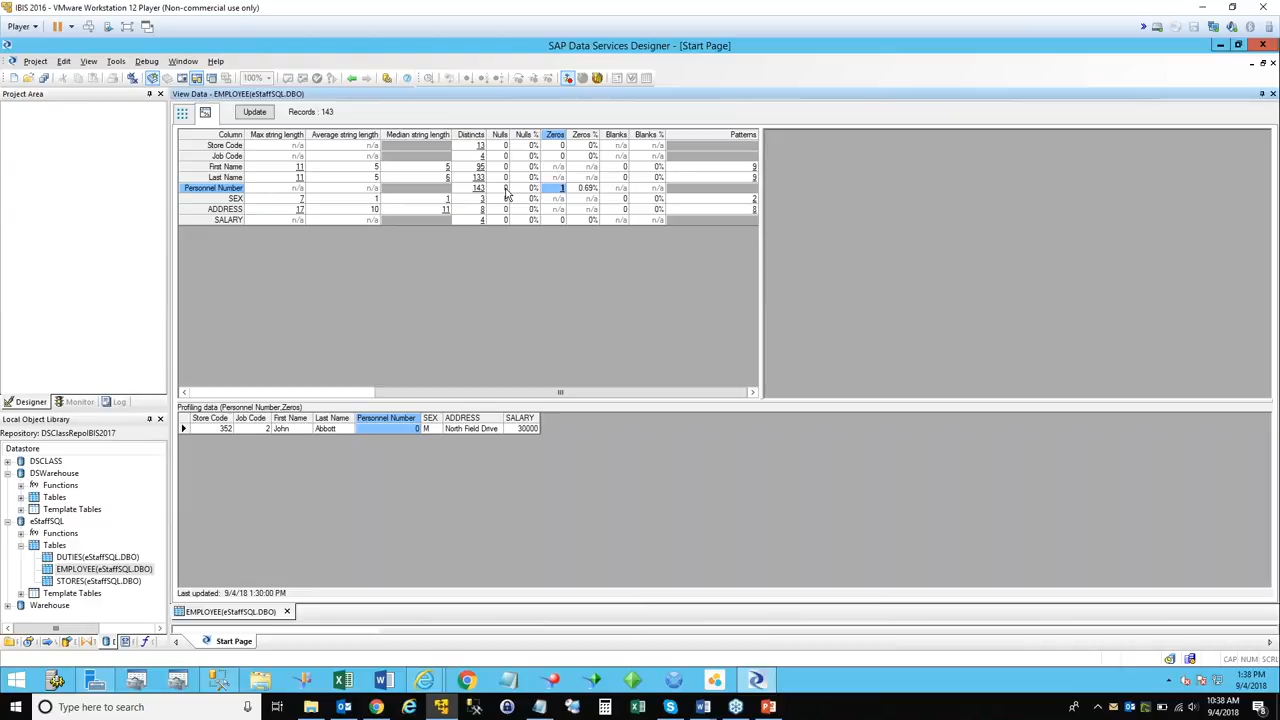 IBIS 2016 - VMware Workstation 12 Player (Non-commercial use only)
Player
SAP Data Services Designer - [Start Page]
Project Edit View Tools Debug Window Help
100%
Project Area
View Data - EMPLOYEE(eStaffSQL.DBO)
Update Records : 143
Column Max string length Average string length Median string length Distincts Nulls Nulls % Zeros Zeros % Blanks Blanks % Patterns
Store Code n/a n/a 13 0 0% 0 0% n/a n/a
Job Code n/a n/a 4 0 0% 0 0% n/a n/a
First Name 11 5 5 95 0 0% n/a n/a 0 0% 9
Last Name 11 5 6 133 0 0% n/a n/a 0 0% 9
Personnel Number n/a n/a 143 0 0% 1 0.69% n/a n/a
SEX 7 1 1 3 0% n/a n/a 0 0% 2
ADDRESS 17 10 11 8 0 0% n/a n/a 0 0% 8
SALARY n/a n/a 4 0 0% 0 0% n/a n/a
Designer Monitor Log
Local Object Library
Repository: DSClassRepoIBIS2017
Datastore
DSCLASS
DSWarehouse
Functions
Tables
Template Tables
eStaffSQL
Functions
Tables
DUTIES(eStaffSQL.DBO)
EMPLOYEE(eStaffSQL.DBO)
STORES(eStaffSQL.DBO)
Template Tables
Warehouse
Profiling data (Personnel Number,Zeros)
Store Code Job Code First Name Last Name Personnel Number SEX ADDRESS SALARY
352 2 John Abbott 0 M North Field Drive 30000
Last updated: 9/4/18 1:30:00 PM
EMPLOYEE(eStaffSQL.DBO)
Start Page
CAP NUM SCRL
1:38 PM
9/4/2018
Type here to search
10:38 AM
9/4/2018